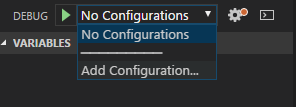 DEBUG No Configurations
No Configurations
Add Configuration...
VARIABLES